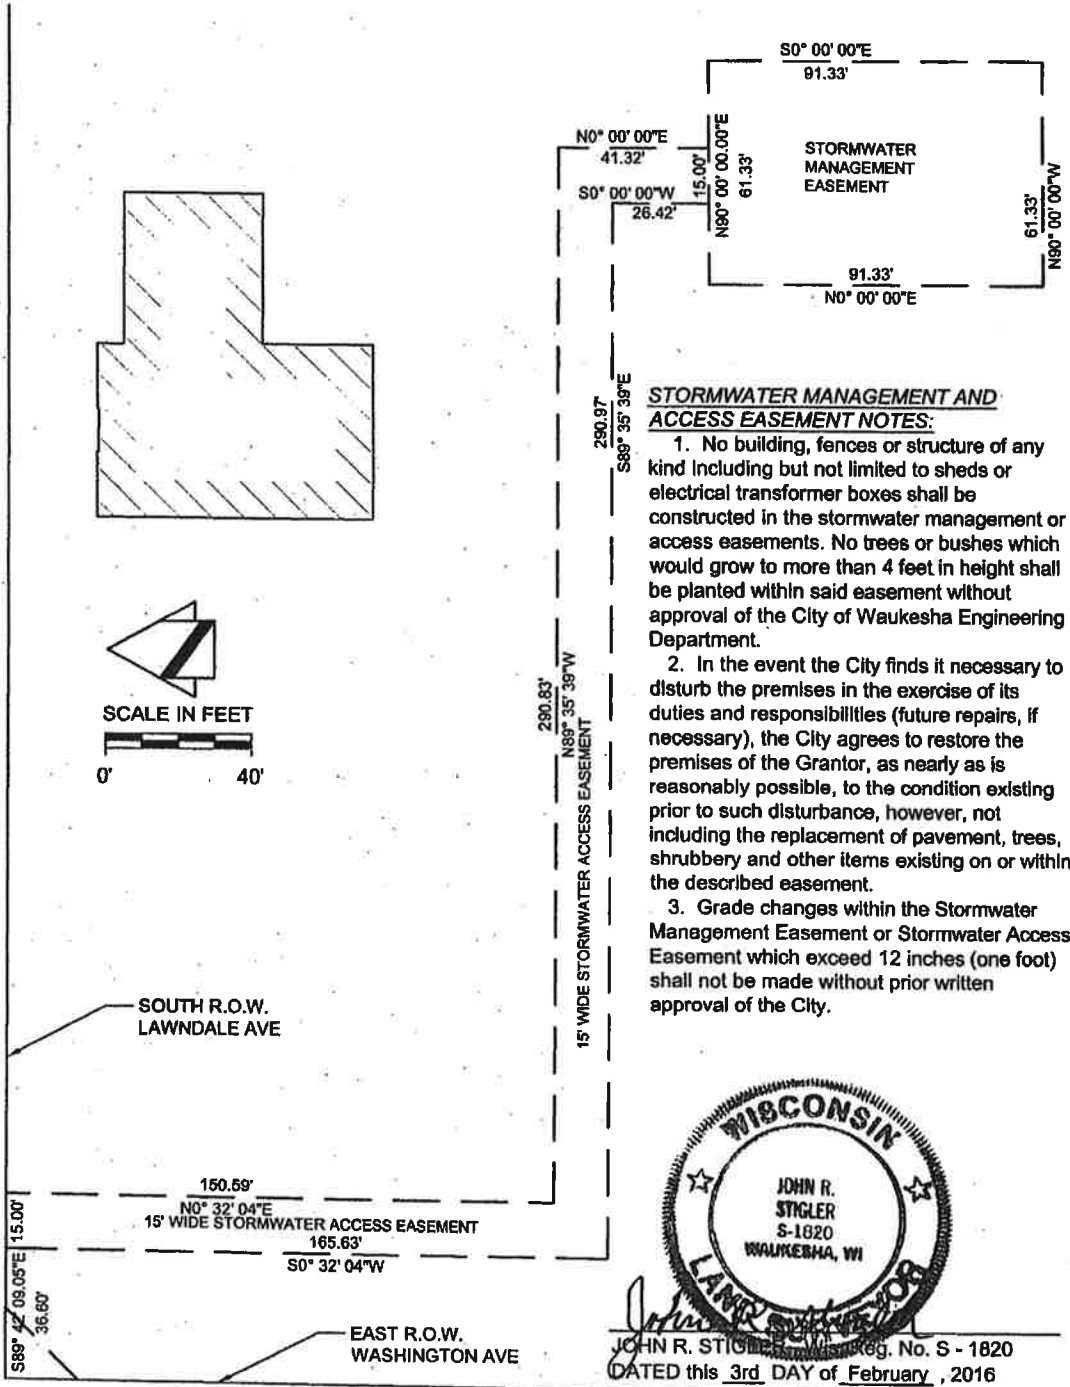 S0° 00' 00"E
91.33'
N0° 00' 00"E
41.32'
S0° 00' 00"W
26.42'
15.00'
N90° 00' 00.00"E
61.33'
STORMWATER
MANAGEMENT
EASEMENT
61.33'
N90° 00' 00"W
91.33'
N0° 00' 00"E
290.97'
S89° 35' 39"E
STORMWATER MANAGEMENT AND
ACCESS EASEMENT NOTES:
1. No building, fences or structure of any
kind including but not limited to sheds or
electrical transformer boxes shall be
constructed in the stormwater management or
access easements. No trees or bushes which
would grow to more than 4 feet in height shall
be planted within said easement without
approval of the City of Waukesha Engineering
Department.
2. In the event the City finds it necessary to
disturb the premises in the exercise of its
duties and responsibilities (future repairs, if
necessary), the City agrees to restore the
premises of the Grantor, as nearly as is
reasonably possible, to the condition existing
prior to such disturbance, however, not
including the replacement of pavement, trees,
shrubbery and other items existing on or within
the described easement.
3. Grade changes within the Stormwater
Management Easement or Stormwater Access
Easement which exceed 12 inches (one foot)
shall not be made without prior written
approval of the City.
290.83'
N89° 35' 39"W
15' WIDE STORMWATER ACCESS EASEMENT
SCALE IN FEET
0' 40'
SOUTH R.O.W.
LAWNDALE AVE
150.59'
N0° 32' 04"E
15' WIDE STORMWATER ACCESS EASEMENT
165.63'
S0° 32' 04"W
15.00'
S89° 42' 09.05"E
36.60'
EAST R.O.W.
WASHINGTON AVE
WISCONSIN
JOHN R.
STIGLER
S-1820
WAUKESHA, WI
LAND SURVEYOR
JOHN R. STIGLER - Wis. Reg. No. S - 1820
DATED this 3rd DAY of February , 2016